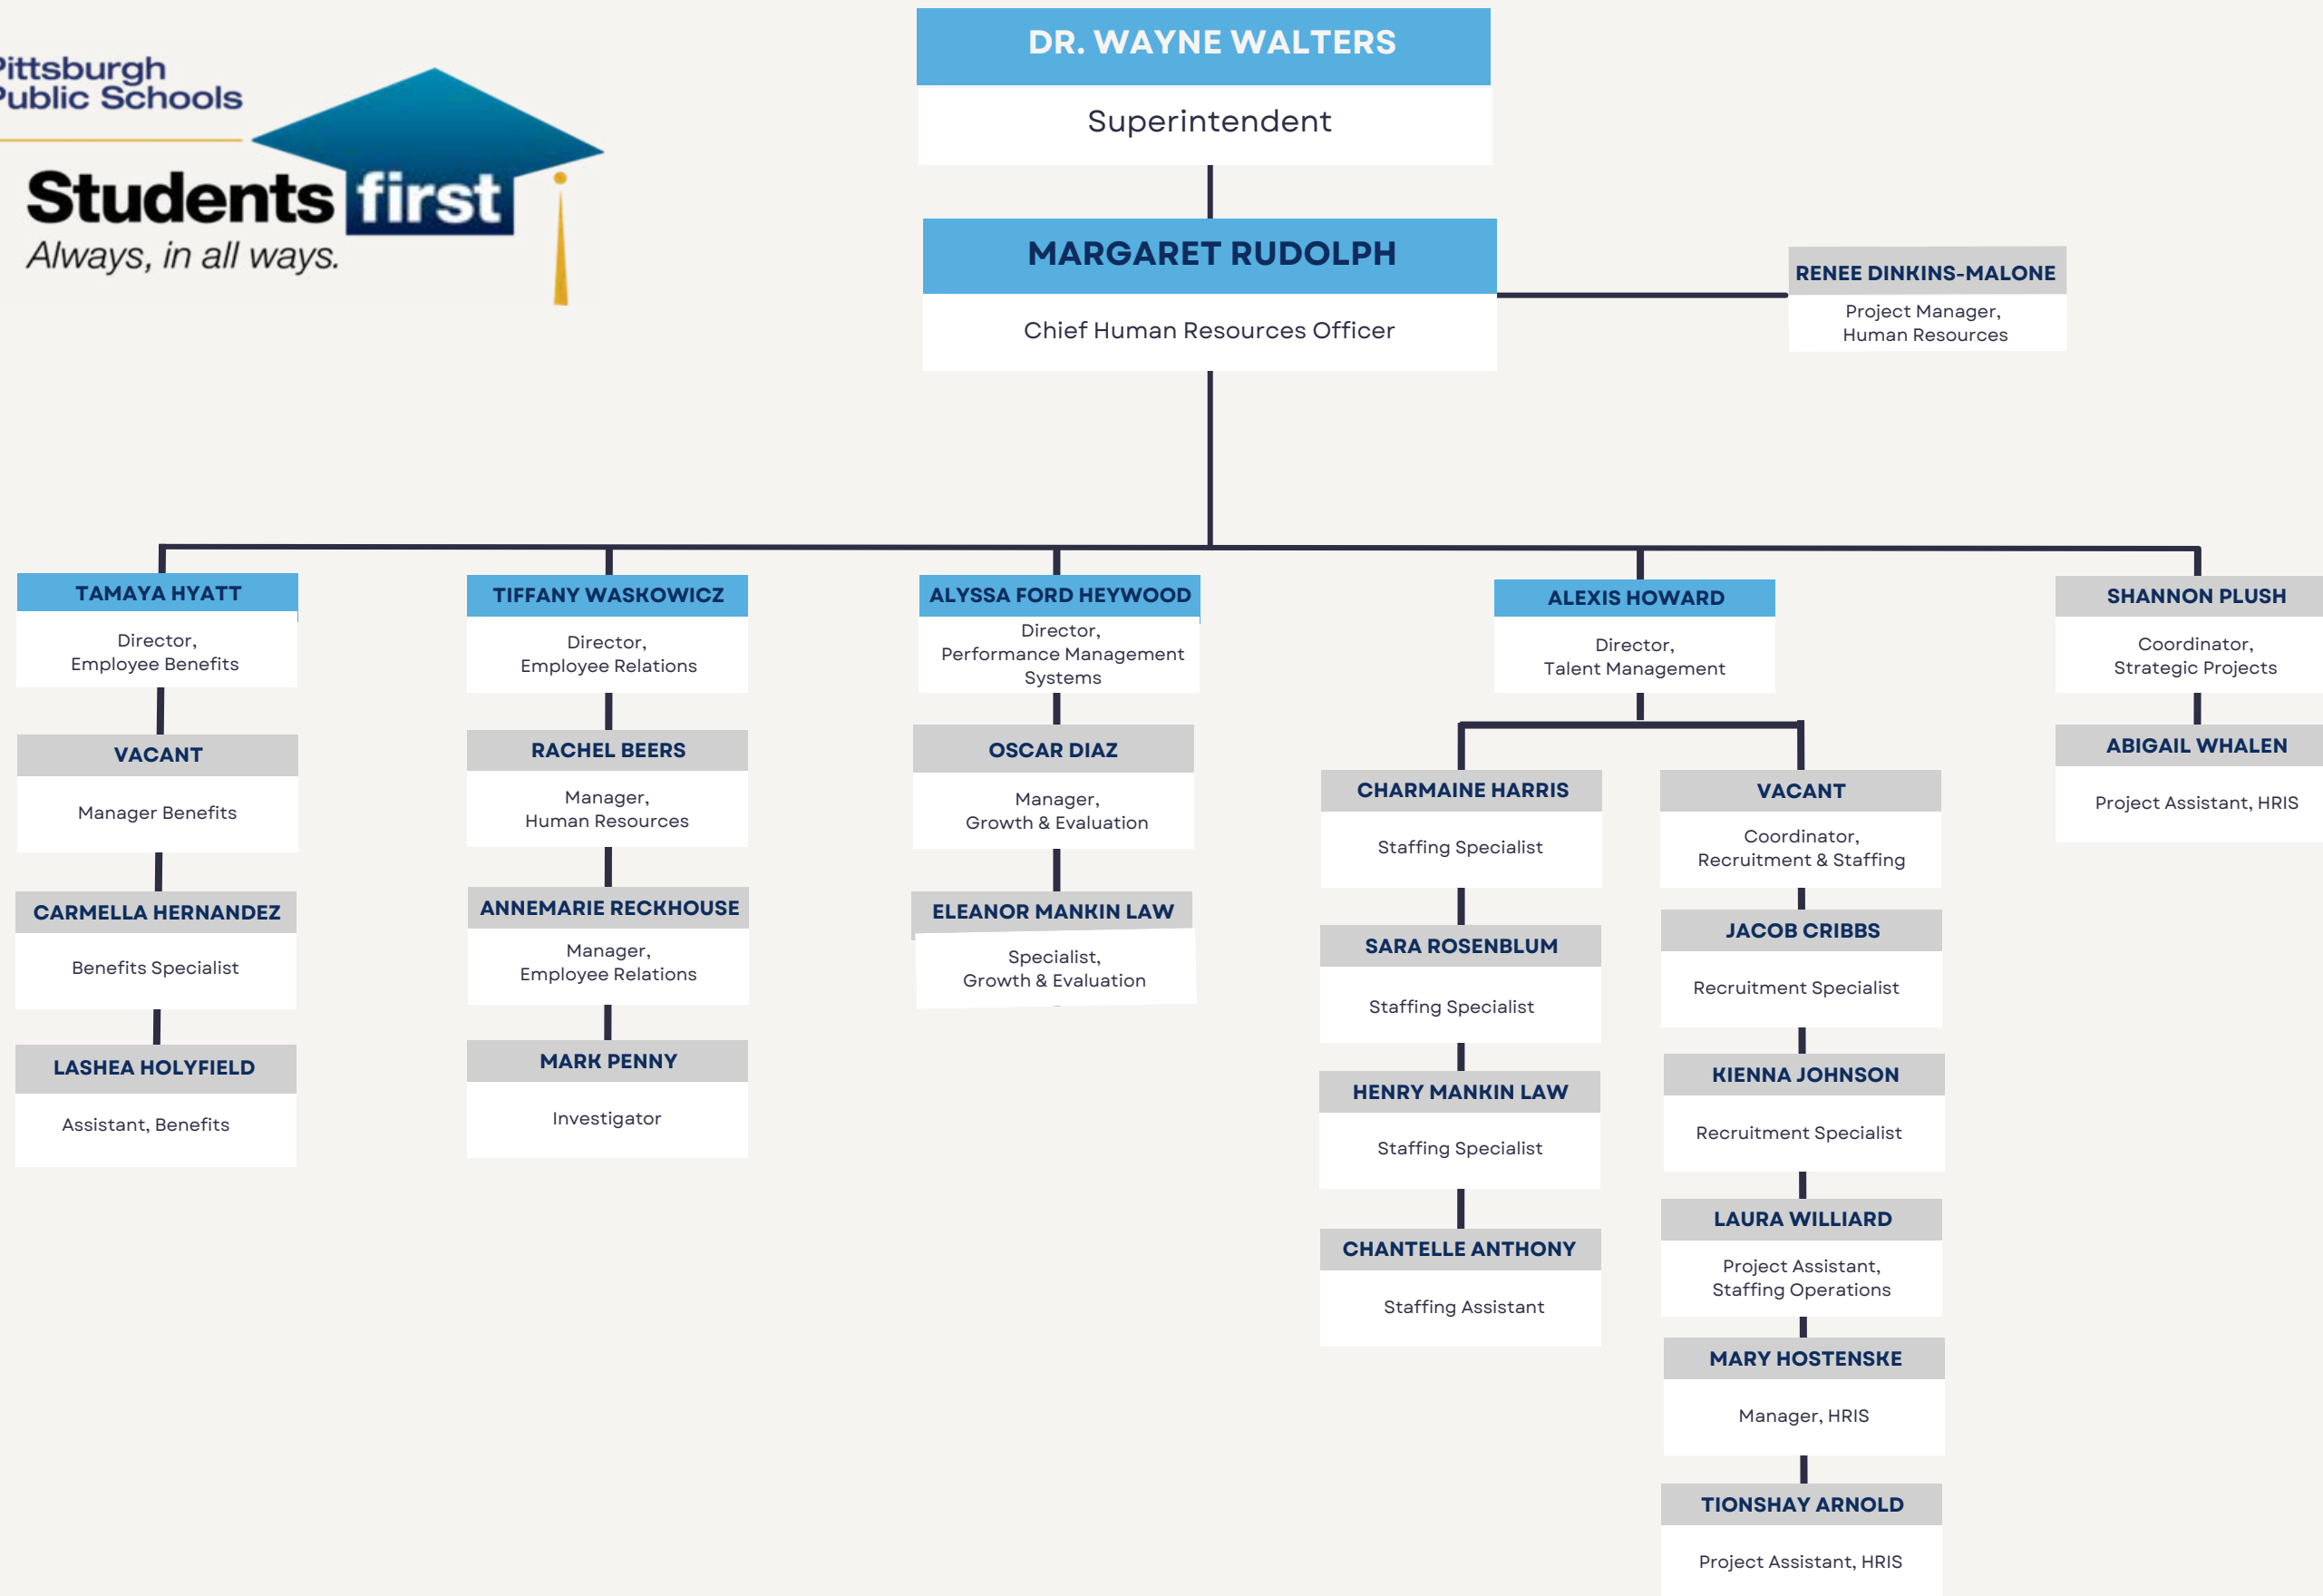 Pittsburgh
Public Schools
Students first
Always, in all ways.
DR. WAYNE WALTERS
Superintendent
MARGARET RUDOLPH
Chief Human Resources Officer
RENEE DINKINS-MALONE
Project Manager,
Human Resources
TAMAYA HYATT
Director,
Employee Benefits
VACANT
Manager Benefits
CARMELLA HERNANDEZ
Benefits Specialist
LASHEA HOLYFIELD
Assistant, Benefits
TIFFANY WASKOWICZ
Director,
Employee Relations
RACHEL BEERS
Manager,
Human Resources
ANNEMARIE RECKHOUSE
Manager,
Employee Relations
MARK PENNY
Investigator
ALYSSA FORD HEYWOOD
Director,
Performance Management
Systems
OSCAR DIAZ
Manager,
Growth & Evaluation
ELEANOR MANKIN LAW
Specialist,
Growth & Evaluation
ALEXIS HOWARD
Director,
Talent Management
CHARMAINE HARRIS
Staffing Specialist
SARA ROSENBLUM
Staffing Specialist
HENRY MANKIN LAW
Staffing Specialist
CHANTELLE ANTHONY
Staffing Assistant
VACANT
Coordinator,
Recruitment & Staffing
JACOB CRIBBS
Recruitment Specialist
KIENNA JOHNSON
Recruitment Specialist
LAURA WILLIARD
Project Assistant,
Staffing Operations
MARY HOSTENSKE
Manager, HRIS
TIONSHAY ARNOLD
Project Assistant, HRIS
SHANNON PLUSH
Coordinator,
Strategic Projects
ABIGAIL WHALEN
Project Assistant, HRIS